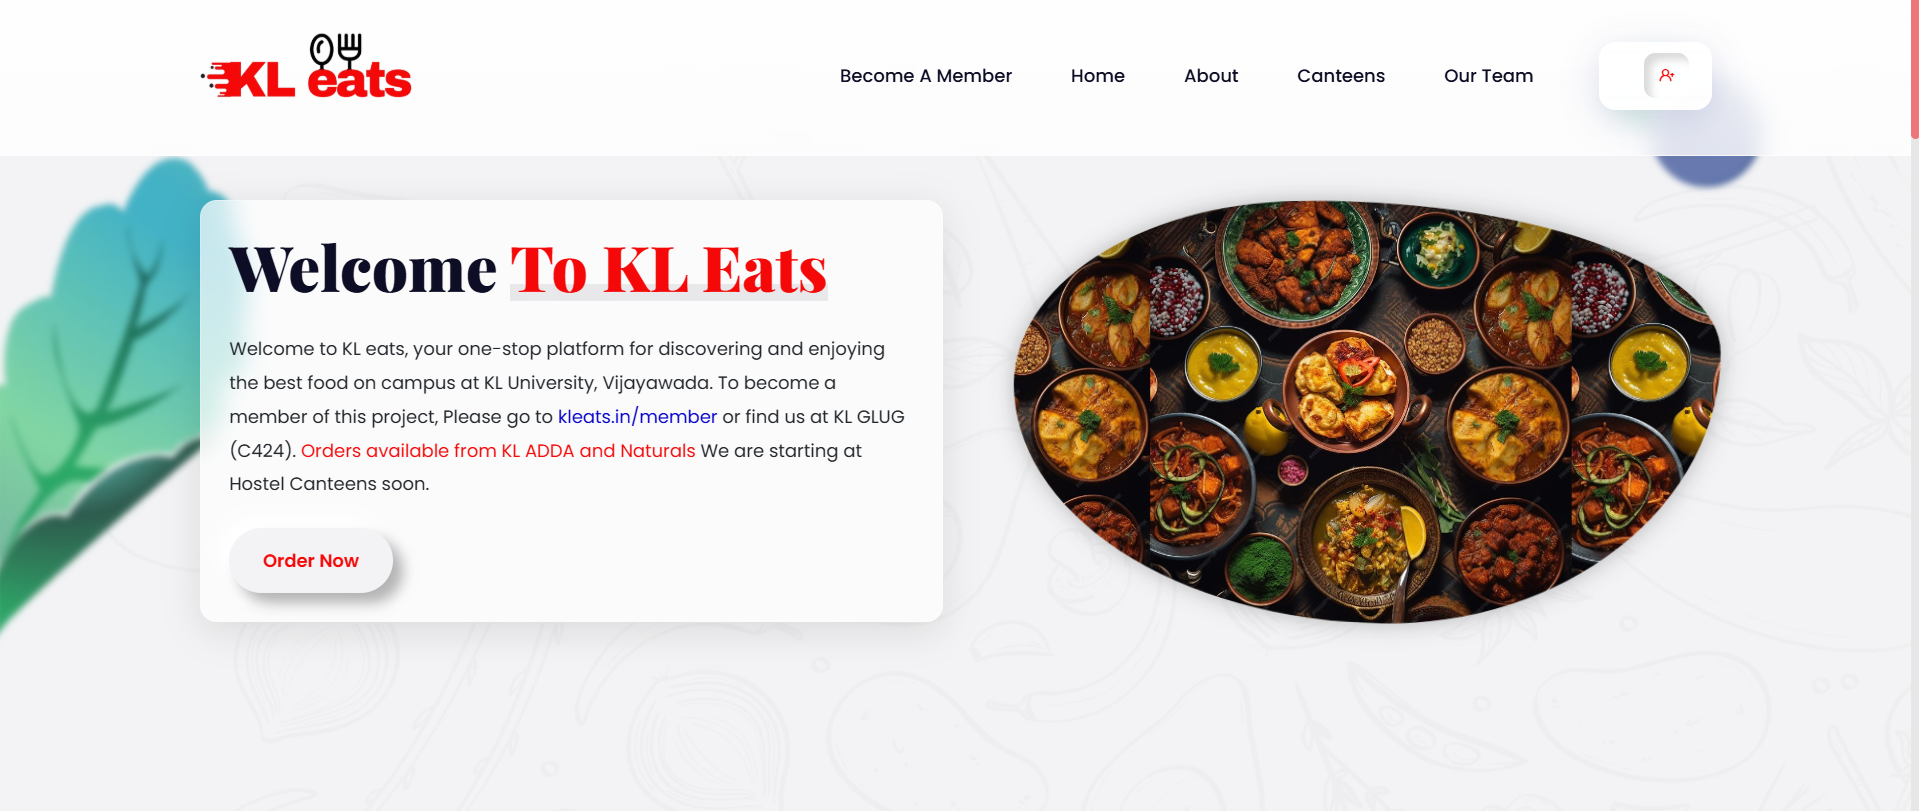 KL eats
Become A Member
Home
About
Canteens
Our Team
Welcome To KL Eats
Welcome to KL eats, your one-stop platform for discovering and enjoying
the best food on campus at KL University, Vijayawada. To become a
member of this project, Please go to kleats.in/member or find us at KL GLUG
(C424). Orders available from KL ADDA and Naturals We are starting at
Hostel Canteens soon.
Order Now